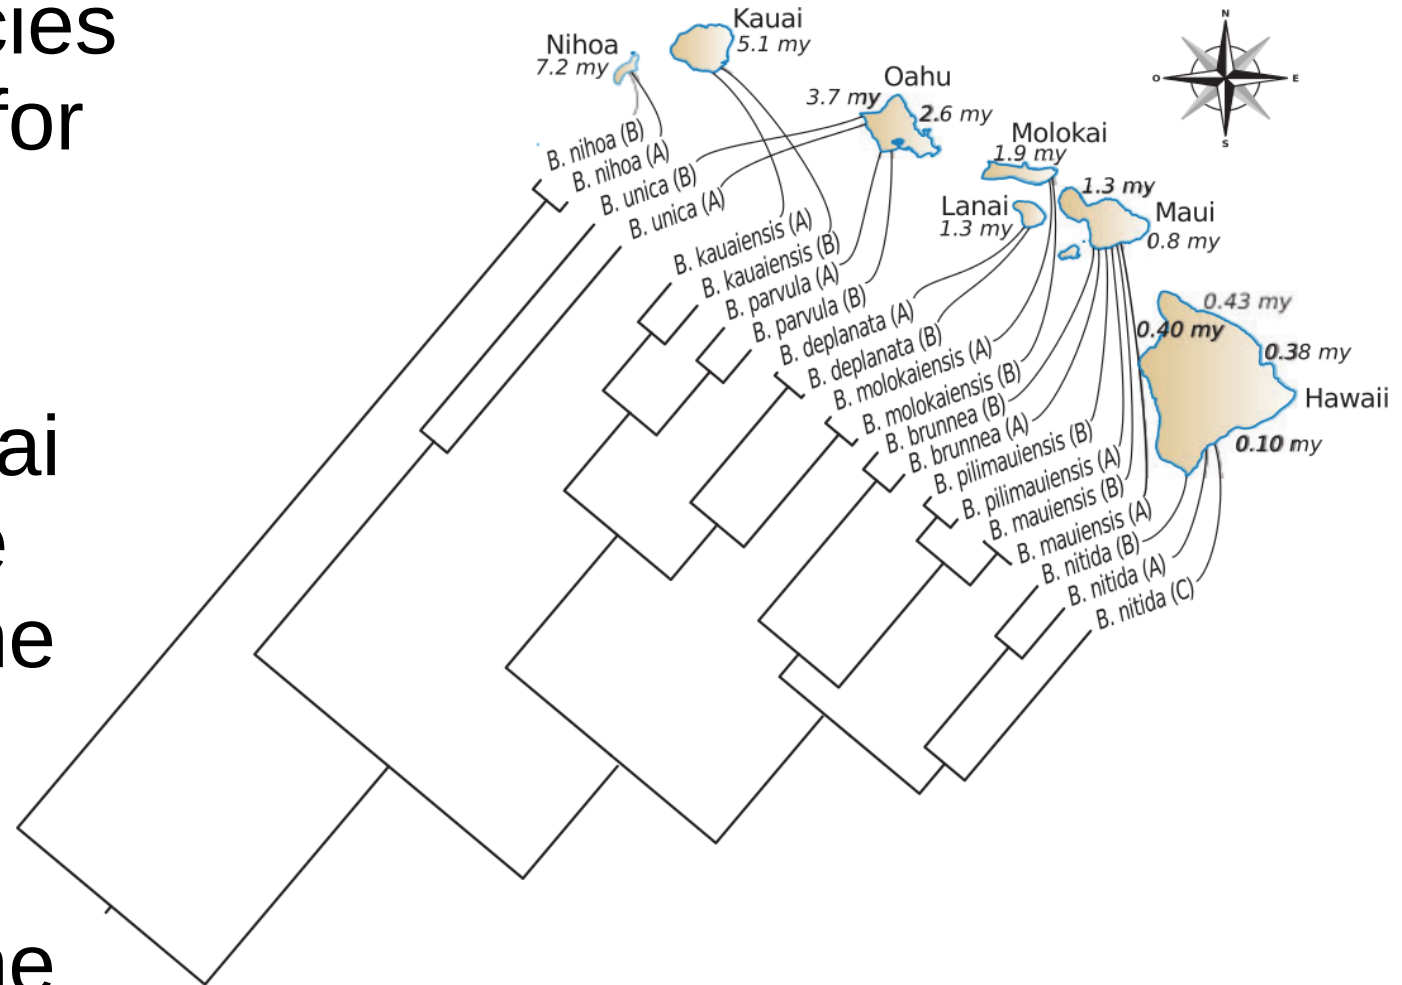 cies
for
ai
e
ne
ne
Nihoa
7.2 my
Kauai
5.1 my
Oahu
3.7 my
2.6 my
Molokai
1.9 my
Lanai
1.3 my
1.3 my
Maui
0.8 my
0.43 my
0.40 my
0.38 my
Hawaii
0.10 my
N
O
E
S
B. nihoa (B)
B. nihoa (A)
B. unica (B)
B. unica (A)
B. kauaiensis (A)
B. kauaiensis (B)
B. parvula (A)
B. parvula (B)
B. deplanata (A)
B. deplanata (B)
B. molokaiensis (A)
B. molokaiensis (B)
B. brunnea (B)
B. brunnea (A)
B. pilimauiensis (B)
B. pilimauiensis (A)
B. mauiensis (B)
B. mauiensis (A)
B. nitida (B)
B. nitida (A)
B. nitida (C)